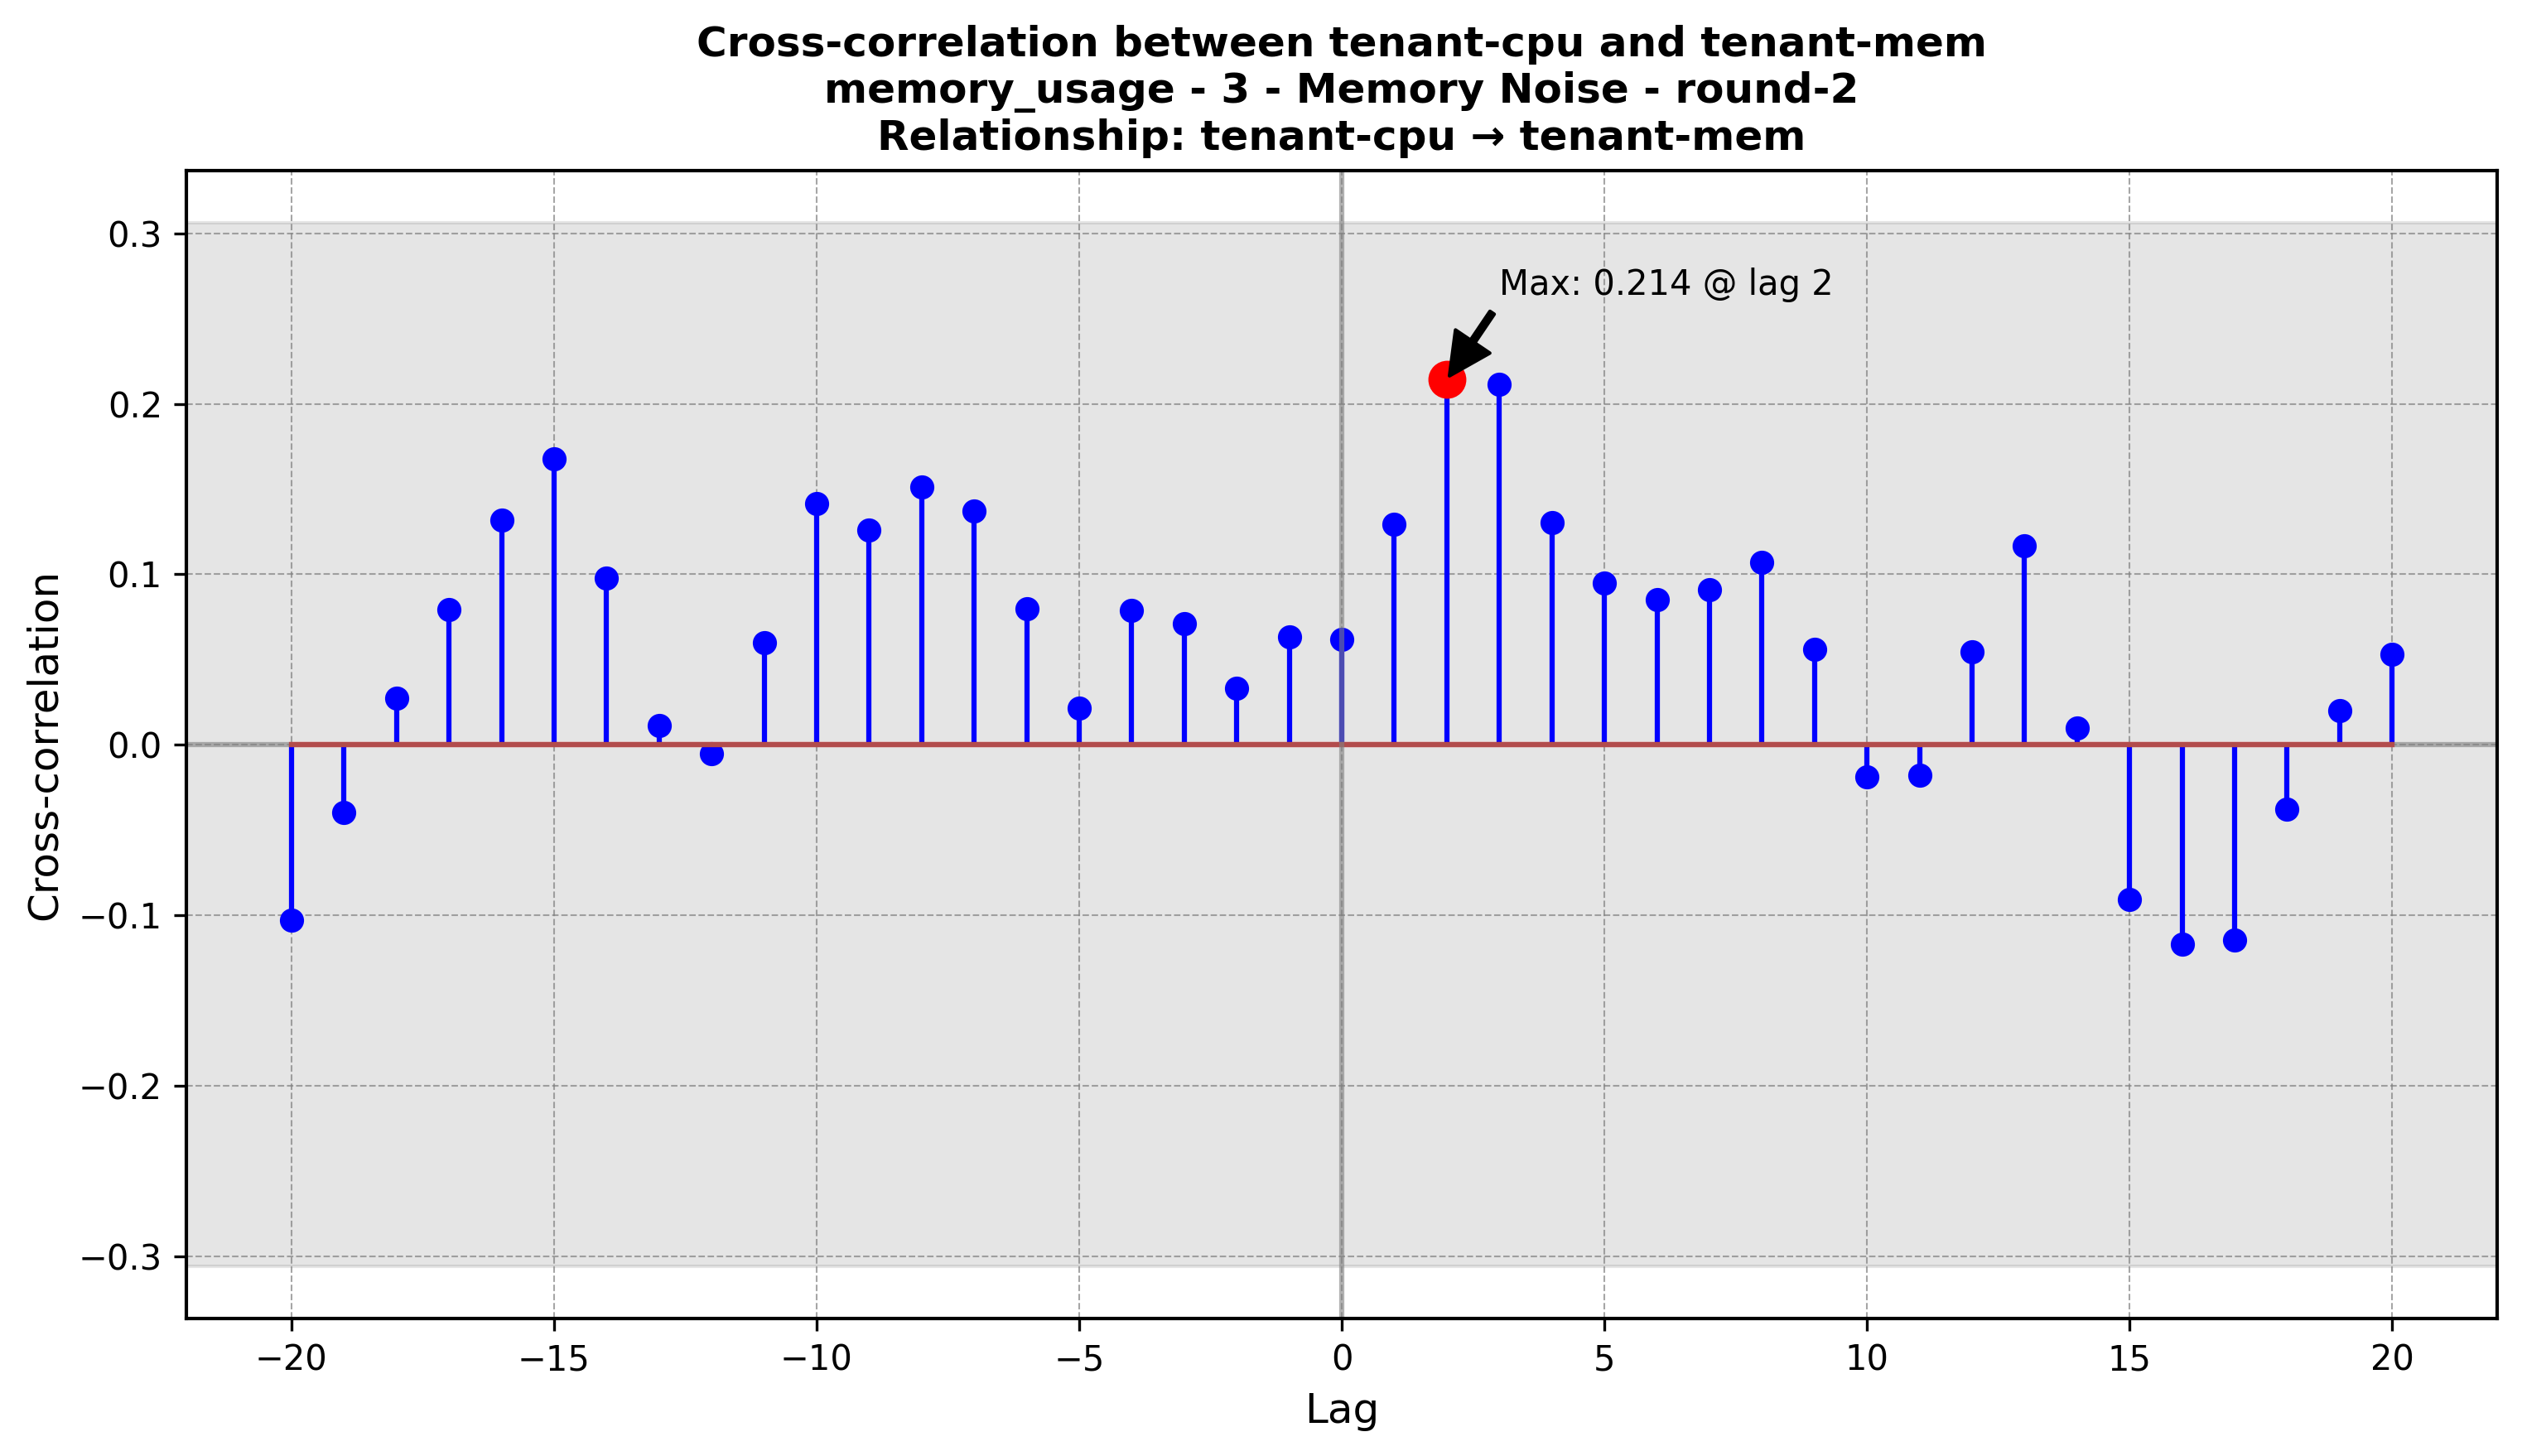 Cross-correlation between tenant-cpu and tenant-mem
memory_usage - 3 - Memory Noise - round-2
Relationship: tenant-cpu → tenant-mem
Cross-correlation
0.3
0.2
0.1
0.0
−0.1
−0.2
−0.3
Max: 0.214 @ lag 2
−20 −15 −10 −5 0 5 10 15 20
Lag